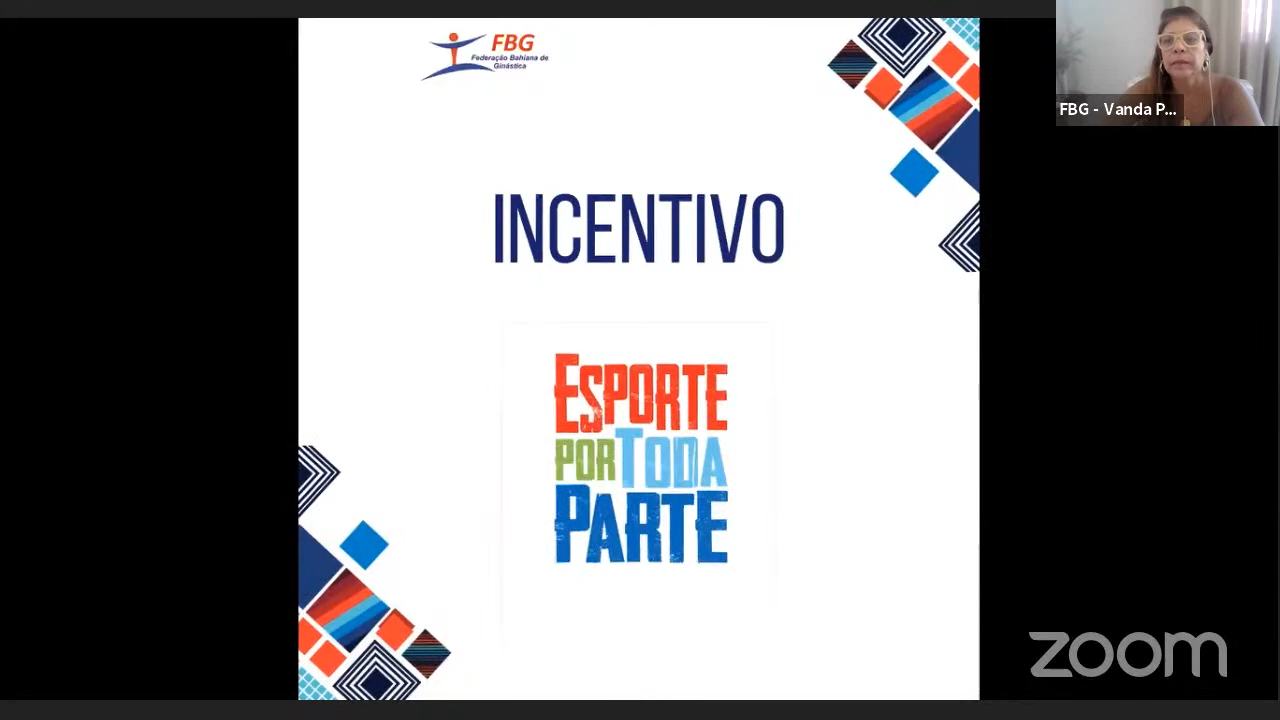 FBG
Federação Bahiana de
Ginástica
FBG - Vanda P...
INCENTIVO
ESPORTE
POR TODA
PARTE
zoom